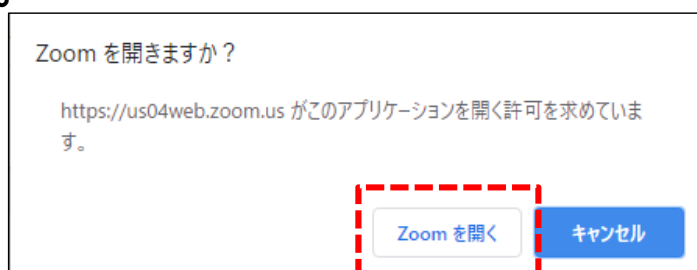 Zoom を開きますか？
https://us04web.zoom.us がこのアプリケーションを開く許可を求めていま
す。
Zoom を開く
キャンセル